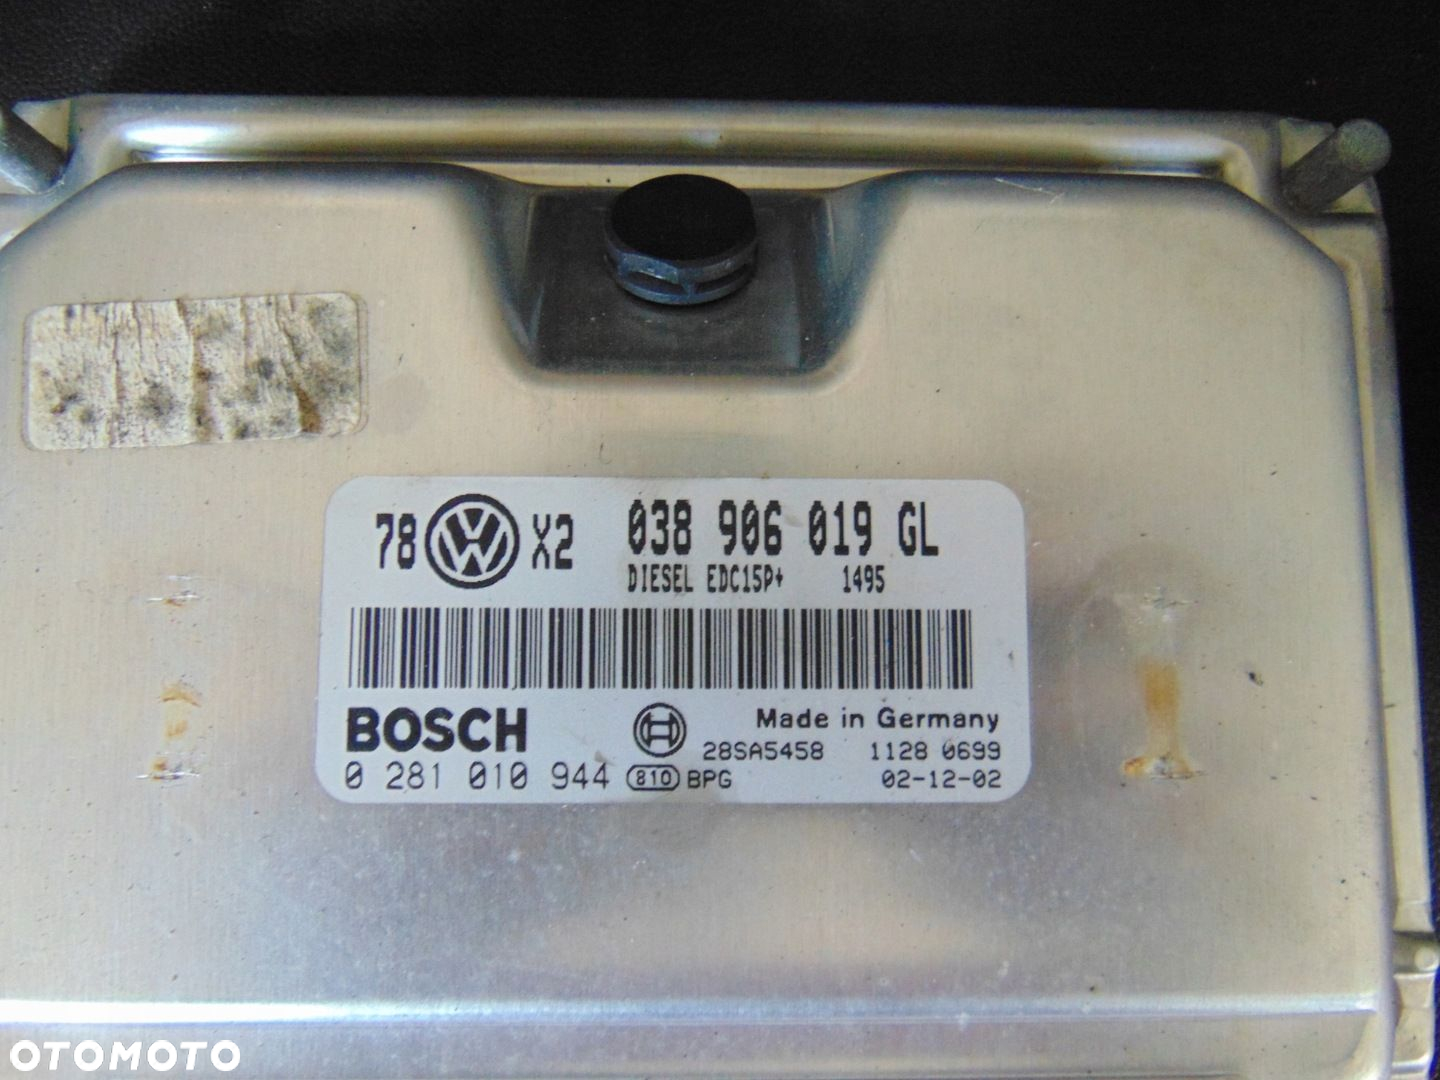 78 X2 038 906 019 GL
DIESEL EDC15P+ 1495
BOSCH Made in Germany
28SA5458 1128 0699
0 281 010 944 810 BPG 02-12-02
OTOMOTO